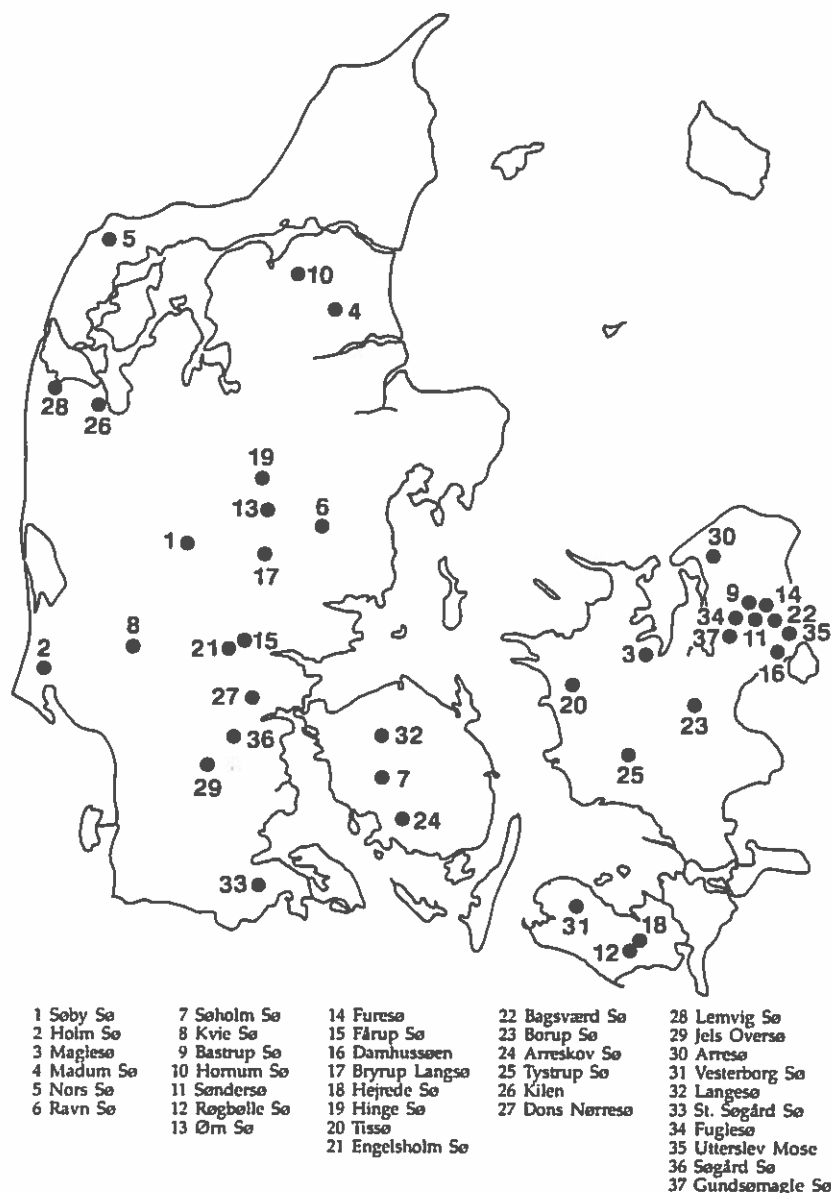 5
10
4
28
26
19
13
6
1
17
30
9
14
34
22
37
11
35
3
16
8
2
21
15
27
20
23
36
32
29
7
25
24
33
31
18
12
1 Søby Sø
2 Holm Sø
3 Maglesø
4 Madum Sø
5 Nors Sø
6 Ravn Sø
7 Søholm Sø
8 Kvie Sø
9 Bastrup Sø
10 Hornum Sø
11 Søndersø
12 Røgbølle Sø
13 Ørn Sø
14 Furesø
15 Fårup Sø
16 Damhussøen
17 Bryrup Langsø
18 Hejrede Sø
19 Hinge Sø
20 Tissø
21 Engelsholm Sø
22 Bagsværd Sø
23 Borup Sø
24 Arreskov Sø
25 Tystrup Sø
26 Kilen
27 Dons Nørresø
28 Lemvig Sø
29 Jels Oversø
30 Arresø
31 Vesterborg Sø
32 Langesø
33 St. Søgård Sø
34 Fuglesø
35 Utterslev Mose
36 Søgård Sø
37 Gundsømagle Sø